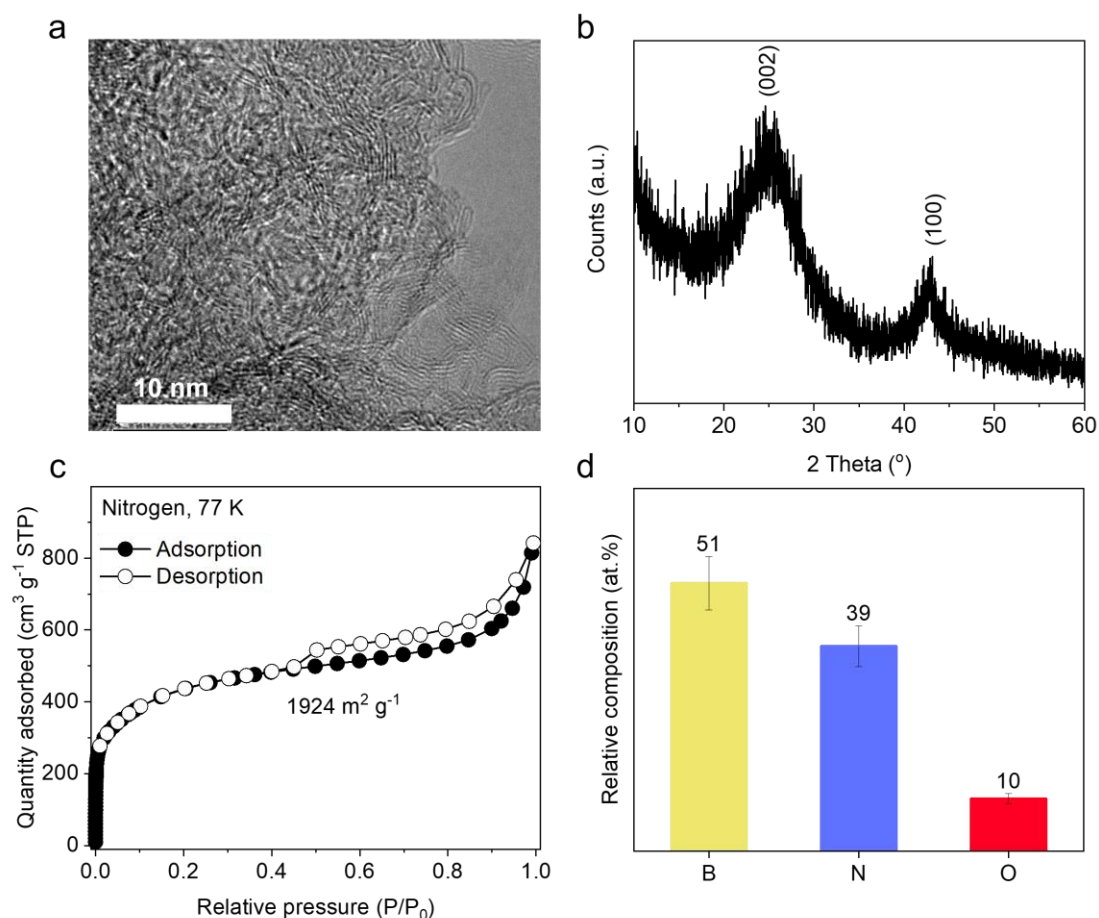 a
10 nm
b
(002)
(100)
Counts (a.u.)
10 20 30 40 50 60
2 Theta (°)
c
Nitrogen, 77 K
Adsorption
Desorption
1924 m² g⁻¹
Quantity adsorbed (cm³ g⁻¹ STP)
800
600
400
200
0
0.0 0.2 0.4 0.6 0.8 1.0
Relative pressure (P/P₀)
d
51
39
10
Relative composition (at.%)
B N O